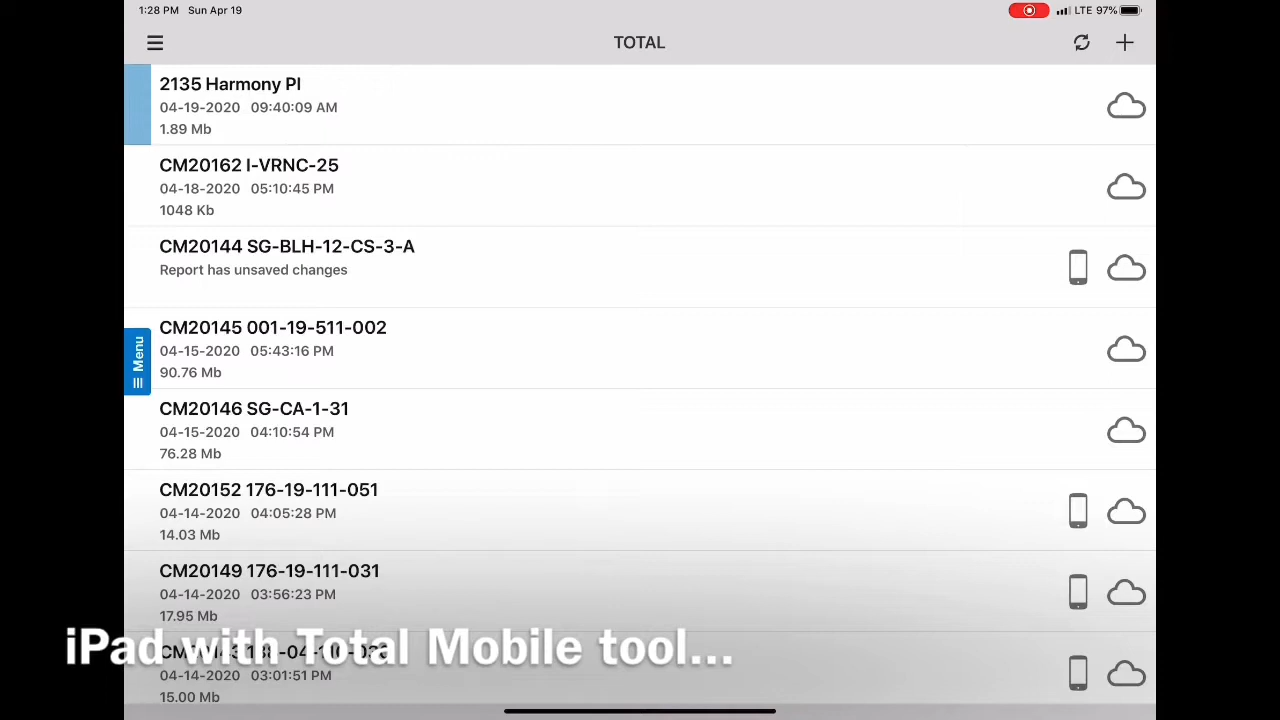 1:28 PM Sun Apr 19
LTE 97%
TOTAL
2135 Harmony Pl
04-19-2020 09:40:09 AM
1.89 Mb
CM20162 I-VRNC-25
04-18-2020 05:10:45 PM
1048 Kb
CM20144 SG-BLH-12-CS-3-A
Report has unsaved changes
Menu
CM20145 001-19-511-002
04-15-2020 05:43:16 PM
90.76 Mb
CM20146 SG-CA-1-31
04-15-2020 04:10:54 PM
76.28 Mb
CM20152 176-19-111-051
04-14-2020 04:05:28 PM
14.03 Mb
CM20149 176-19-111-031
04-14-2020 03:56:23 PM
17.95 Mb
iPad with Total Mobile tool...
04-14-2020 03:01:51 PM
15.00 Mb